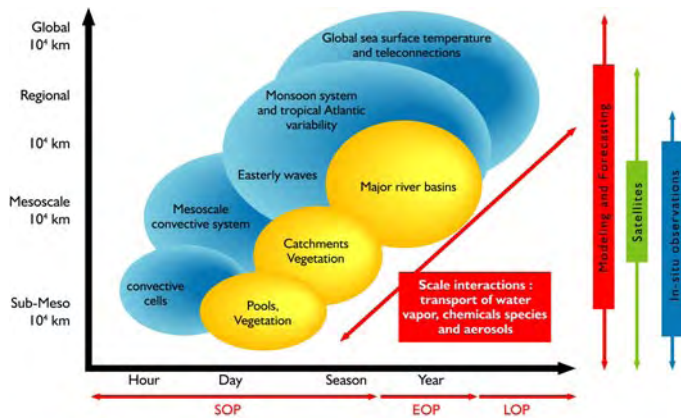 Global
10⁴ km
Regional
10⁴ km
Mesoscale
10⁴ km
Sub-Meso
10⁴ km
Global sea surface temperature
and teleconnections
Monsoon system
and tropical Atlantic
variability
Easterly waves
Major river basins
Mesoscale
convective system
Catchments
Vegetation
convective
cells
Pools,
Vegetation
Scale interactions :
transport of water
vapor, chemicals species
and aerosols
Hour
Day
Season
Year
SOP
EOP
LOP
Modeling and Forecasting
Satellites
In-situ observations